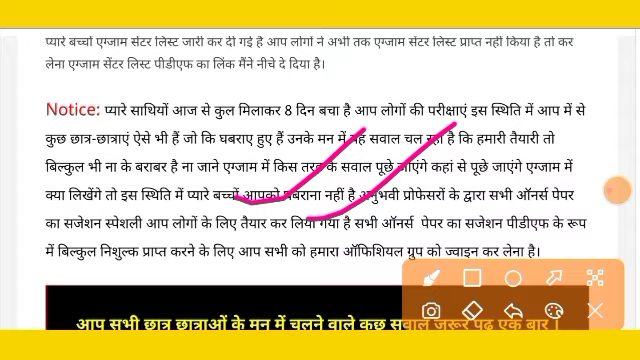 प्यारे बच्चों एग्जाम सेंटर लिस्ट जारी कर दी गई है आप लोगों ने अभी तक एग्जाम सेंटर लिस्ट प्राप्त नहीं किया है तो कर
लेना एग्जाम सेंटर लिस्ट पीडीएफ का लिंक मैंने नीचे दे दिया है।
Notice: प्यारे साथियों आज से कुल मिलाकर 8 दिन बचा है आप लोगों की परीक्षाएं इस स्थिति में आप में से
कुछ छात्र-छात्राएं ऐसे भी हैं जो कि घबराए हुए हैं उनके मन में यह सवाल चल रहा है कि हमारी तैयारी तो
बिल्कुल भी ना के बराबर है ना जाने एग्जाम में किस तरह के सवाल पूछे जाएंगे कहां से पूछे जाएंगे एग्जाम में
क्या लिखेंगे तो इस स्थिति में प्यारे बच्चों आपको घबराना नहीं है अनुभवी प्रोफेसरों के द्वारा सभी ऑनर्स पेपर
का सजेशन स्पेशली आप लोगों के लिए तैयार कर लिया गया है सभी ऑनर्स पेपर का सजेशन पीडीएफ के रूप
में बिल्कुल निशुल्क प्राप्त करने के लिए आप सभी को हमारा ऑफिशियल ग्रुप को ज्वाइन कर लेना है।
आप सभी छात्र छात्राओं के मन में चलने वाले कुछ सवाल जरूर पढ़ें एक बार।